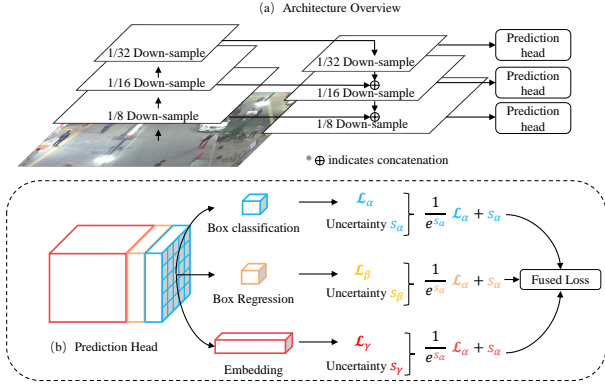 (a) Architecture Overview
1/32 Down-sample
1/16 Down-sample
1/8 Down-sample
1/32 Down-sample
1/16 Down-sample
1/8 Down-sample
Prediction head
Prediction head
Prediction head
* ⊕ indicates concatenation
Box classification
ℒα
Uncertainty sα
1/e^sα ℒα + sα
Box Regression
ℒβ
Uncertainty sβ
1/e^sα ℒα + sα
Fused Loss
(b) Prediction Head
Embedding
ℒγ
Uncertainty sγ
1/e^sα ℒα + sα